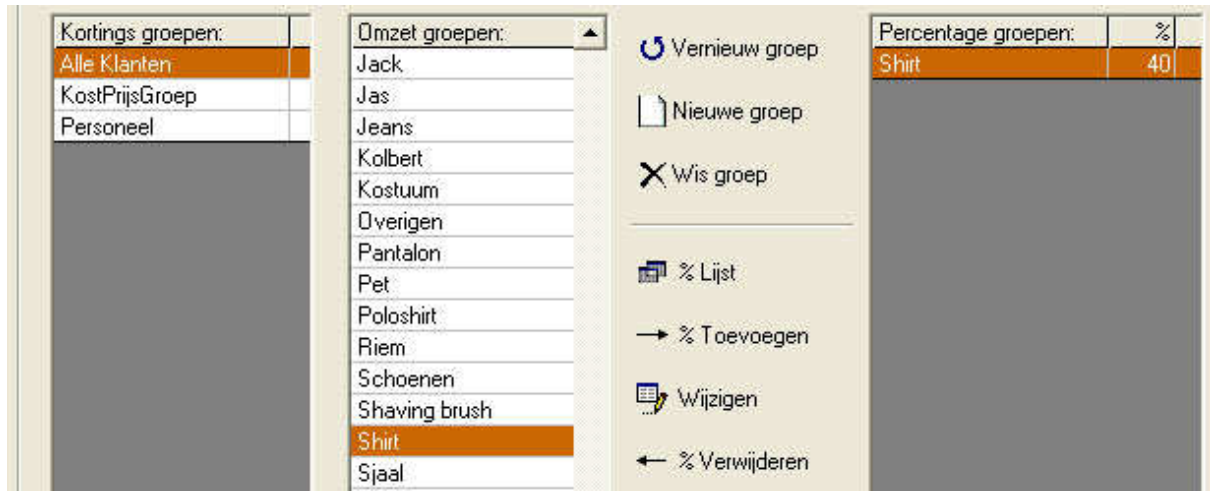 Kortings groepen:
Alle Klanten
KostPrijsGroep
Personeel
Omzet groepen:
Jack
Jas
Jeans
Kolbert
Kostuum
Overigen
Pantalon
Pet
Poloshirt
Riem
Schoenen
Shaving brush
Shirt
Sjaal
Vernieuw groep
Nieuwe groep
Wis groep
% Lijst
% Toevoegen
Wijzigen
% Verwijderen
Percentage groepen: %
Shirt 40